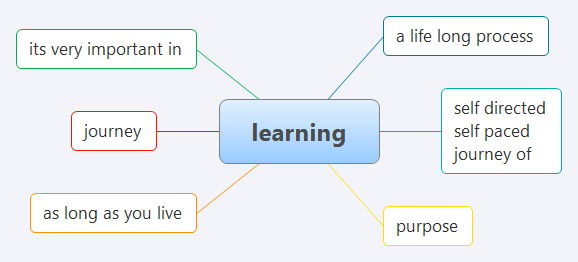 its very important in
a life long process
journey
learning
self directed
self paced
journey of
as long as you live
purpose